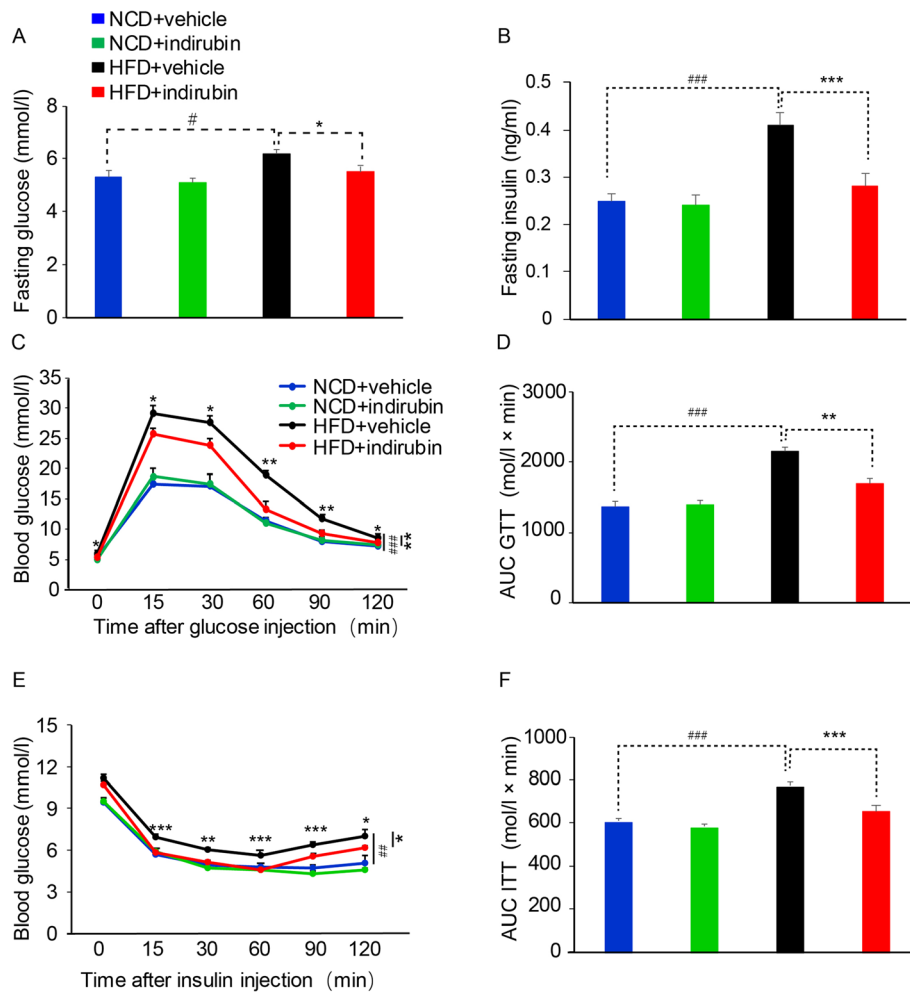 A
NCD+vehicle
NCD+indirubin
HFD+vehicle
HFD+indirubin
Fasting glucose (mmol/l)
8
6
4
2
0
#
*
B
Fasting insulin (ng/ml)
0.5
0.4
0.3
0.2
0.1
0
###
***
C
Blood glucose (mmol/l)
35
30
25
20
15
10
5
0
NCD+vehicle
NCD+indirubin
HFD+vehicle
HFD+indirubin
* * * ** ** *
###
**
0 15 30 60 90 120
Time after glucose injection (min)
D
AUC GTT (mol/l × min)
3000
2000
1000
0
###
**
E
Blood glucose (mmol/l)
15
12
9
6
3
0
*** ** *** *** *
##
*
0 15 30 60 90 120
Time after insulin injection (min)
F
AUC ITT (mol/l × min)
1000
800
600
400
200
0
###
***